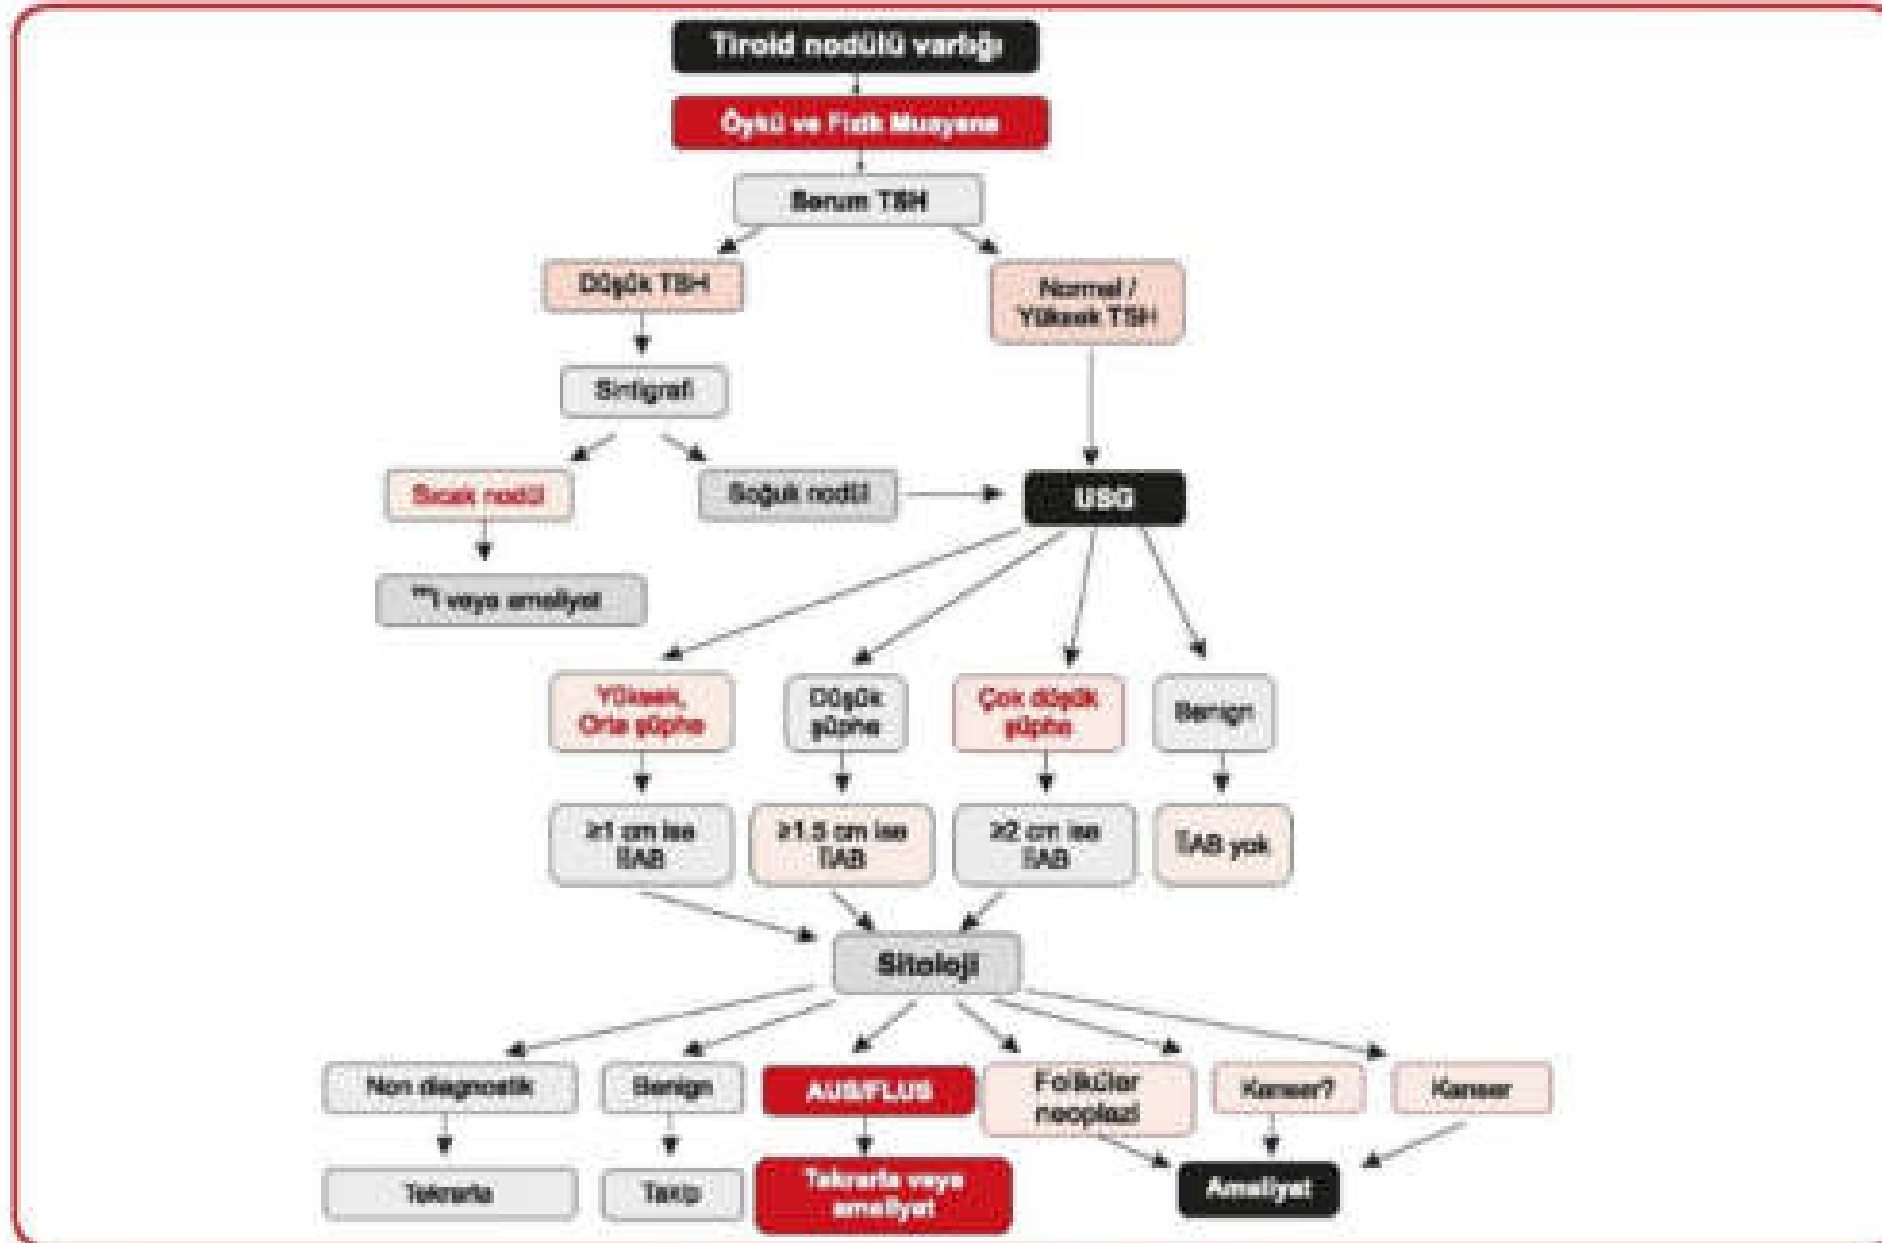 Tiroid nodülü varlığı
Öykü ve Fizik Muayene
Serum TSH
Düşük TSH
Normal /
Yüksek TSH
Sintigrafi
Sıcak nodül
Soğuk nodül
USG
I veya ameliyat
Yüksek,
Orta şüphe
Düşük
şüphe
Çok düşük
şüphe
Benign
≥1 cm ise
İİAB
≥1.5 cm ise
İİAB
≥2 cm ise
İİAB
İİAB yok
Sitoloji
Non diagnostik
Benign
AUS/FLUS
Foliküler
neoplazi
Kanser?
Kanser
Tekrarla
Takip
Tekrarla veya
ameliyat
Ameliyat